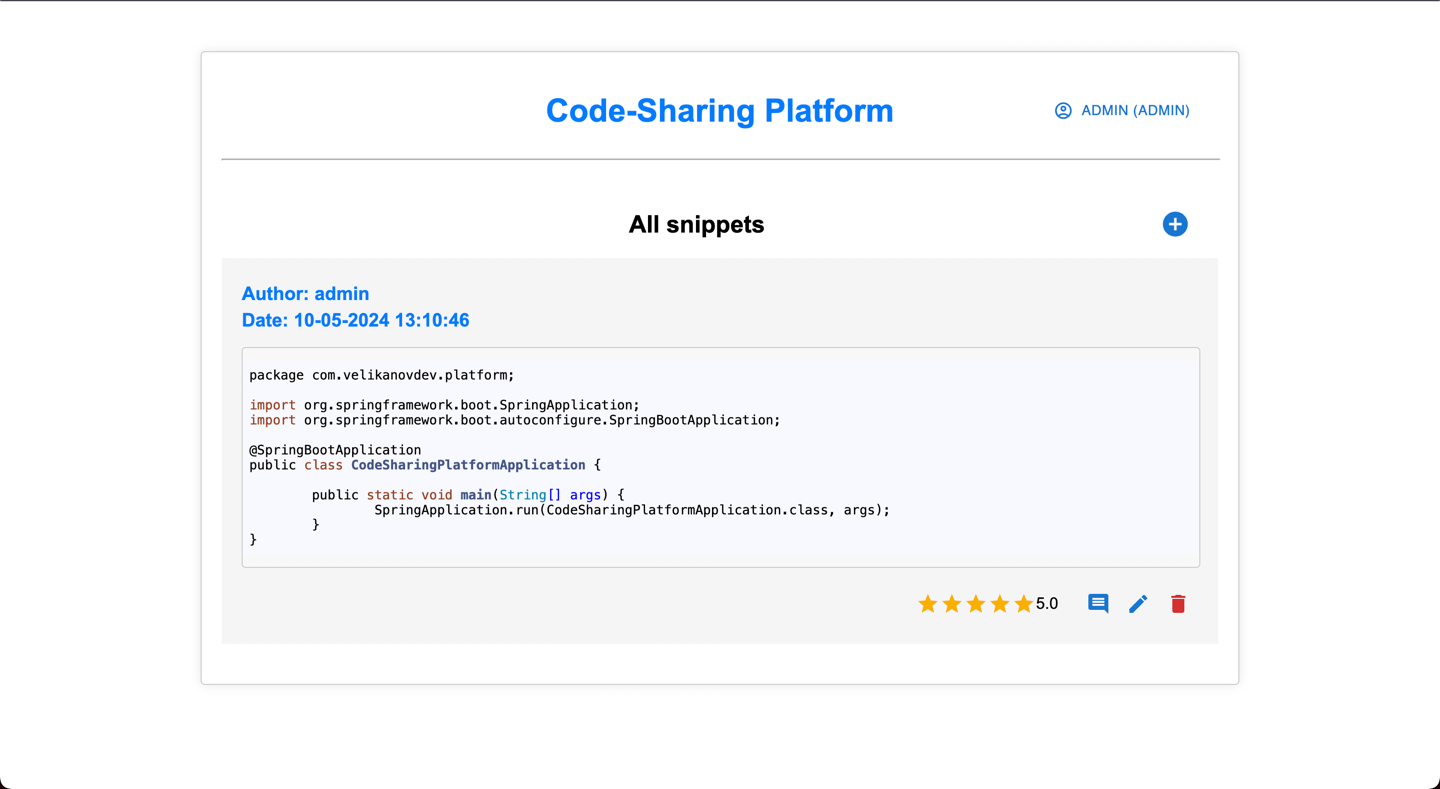 Code-Sharing Platform
ADMIN (ADMIN)
All snippets
Author: admin
Date: 10-05-2024 13:10:46
package com.velikanovdev.platform;
import org.springframework.boot.SpringApplication;
import org.springframework.boot.autoconfigure.SpringBootApplication;
@SpringBootApplication
public class CodeSharingPlatformApplication {
        public static void main(String[] args) {
                SpringApplication.run(CodeSharingPlatformApplication.class, args);
        }
}
5.0